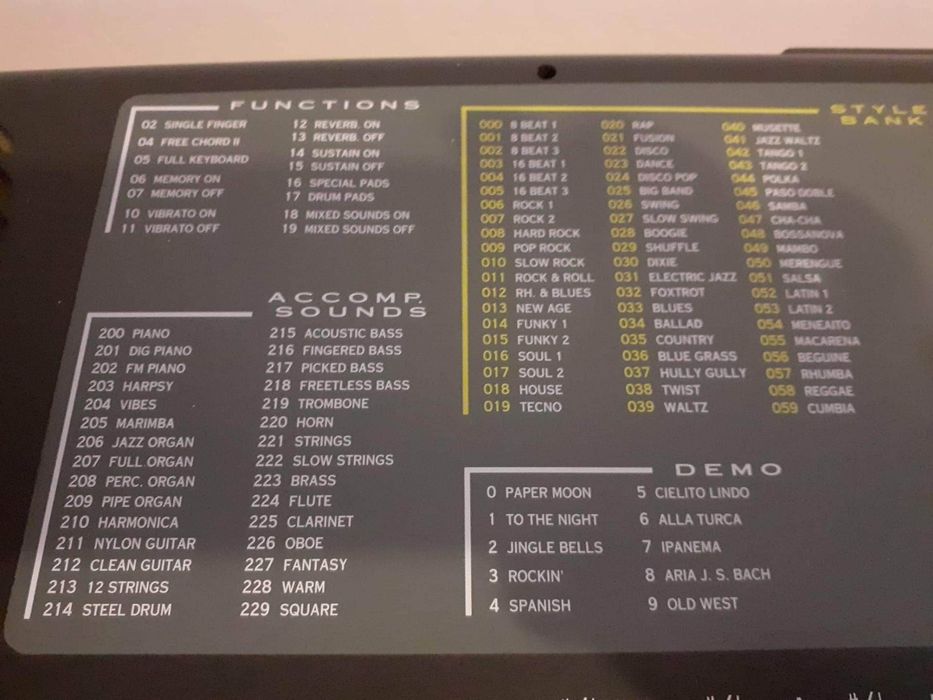 FUNCTIONS
02 SINGLE FINGER
04 FREE CHORD II
05 FULL KEYBOARD
06 MEMORY ON
07 MEMORY OFF
10 VIBRATO ON
11 VIBRATO OFF
12 REVERB. ON
13 REVERB. OFF
14 SUSTAIN ON
15 SUSTAIN OFF
16 SPECIAL PADS
17 DRUM PADS
18 MIXED SOUNDS ON
19 MIXED SOUNDS OFF
ACCOMP.
SOUNDS
200 PIANO
201 DIG PIANO
202 FM PIANO
203 HARPSY
204 VIBES
205 MARIMBA
206 JAZZ ORGAN
207 FULL ORGAN
208 PERC. ORGAN
209 PIPE ORGAN
210 HARMONICA
211 NYLON GUITAR
212 CLEAN GUITAR
213 12 STRINGS
214 STEEL DRUM
215 ACOUSTIC BASS
216 FINGERED BASS
217 PICKED BASS
218 FREETLESS BASS
219 TROMBONE
220 HORN
221 STRINGS
222 SLOW STRINGS
223 BRASS
224 FLUTE
225 CLARINET
226 OBOE
227 FANTASY
228 WARM
229 SQUARE
STYLE
BANK
000 8 BEAT 1
001 8 BEAT 2
002 8 BEAT 3
003 16 BEAT 1
004 16 BEAT 2
005 16 BEAT 3
006 ROCK 1
007 ROCK 2
008 HARD ROCK
009 POP ROCK
010 SLOW ROCK
011 ROCK & ROLL
012 RH. & BLUES
013 NEW AGE
014 FUNKY 1
015 FUNKY 2
016 SOUL 1
017 SOUL 2
018 HOUSE
019 TECNO
020 RAP
021 FUSION
022 DISCO
023 DANCE
024 DISCO POP
025 BIG BAND
026 SWING
027 SLOW SWING
028 BOOGIE
029 SHUFFLE
030 DIXIE
031 ELECTRIC JAZZ
032 FOXTROT
033 BLUES
034 BALLAD
035 COUNTRY
036 BLUE GRASS
037 HULLY GULLY
038 TWIST
039 WALTZ
040 MUSETTE
041 JAZZ WALTZ
042 TANGO 1
043 TANGO 2
044 POLKA
045 PASO DOBLE
046 SAMBA
047 CHA-CHA
048 BOSSANOVA
049 MAMBO
050 MERENGUE
051 SALSA
052 LATIN 1
053 LATIN 2
054 MENEAITO
055 MACARENA
056 BEGUINE
057 RHUMBA
058 REGGAE
059 CUMBIA
DEMO
0 PAPER MOON
1 TO THE NIGHT
2 JINGLE BELLS
3 ROCKIN'
4 SPANISH
5 CIELITO LINDO
6 ALLA TURCA
7 IPANEMA
8 ARIA J. S. BACH
9 OLD WEST